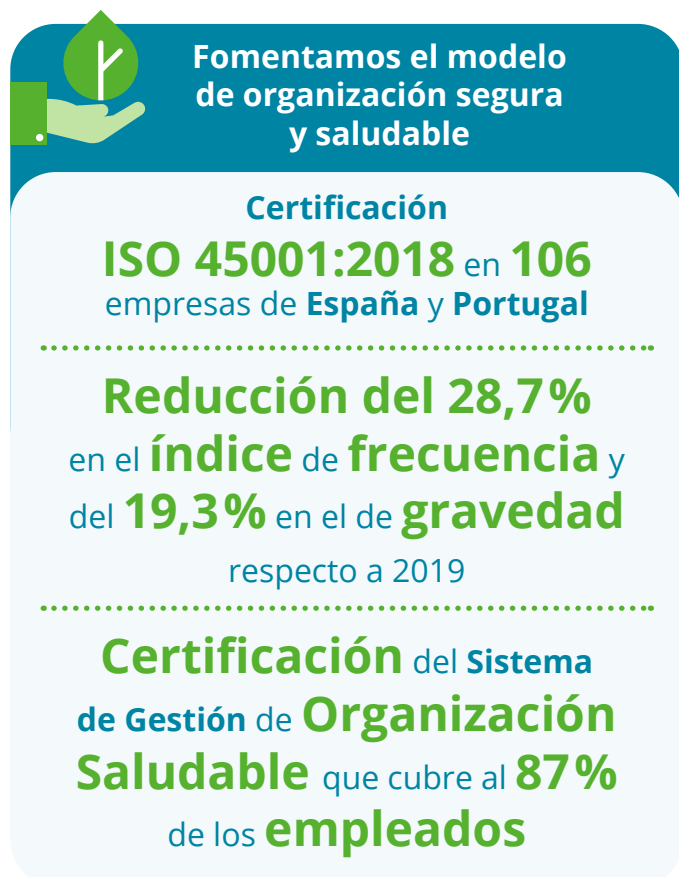 Fomentamos el modelo
de organización segura
y saludable
Certificación
ISO 45001:2018 en 106
empresas de España y Portugal
Reducción del 28,7%
en el índice de frecuencia y
del 19,3% en el de gravedad
respecto a 2019
Certificación del Sistema
de Gestión de Organización
Saludable que cubre al 87%
de los empleados